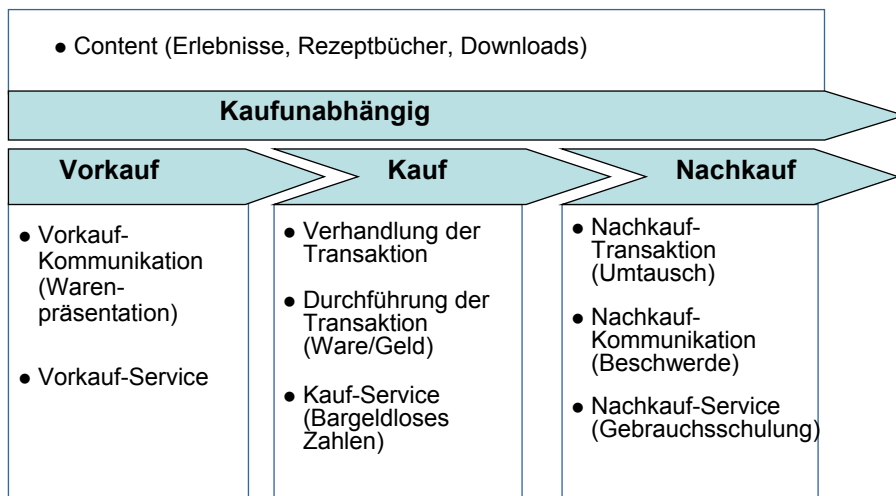 ● Content (Erlebnisse, Rezeptbücher, Downloads)
Kaufunabhängig
Vorkauf
● Vorkauf-
Kommunikation
(Waren-
präsentation)
● Vorkauf-Service
Kauf
● Verhandlung der
Transaktion
● Durchführung der
Transaktion
(Ware/Geld)
● Kauf-Service
(Bargeldloses
Zahlen)
Nachkauf
● Nachkauf-
Transaktion
(Umtausch)
● Nachkauf-
Kommunikation
(Beschwerde)
● Nachkauf-Service
(Gebrauchsschulung)